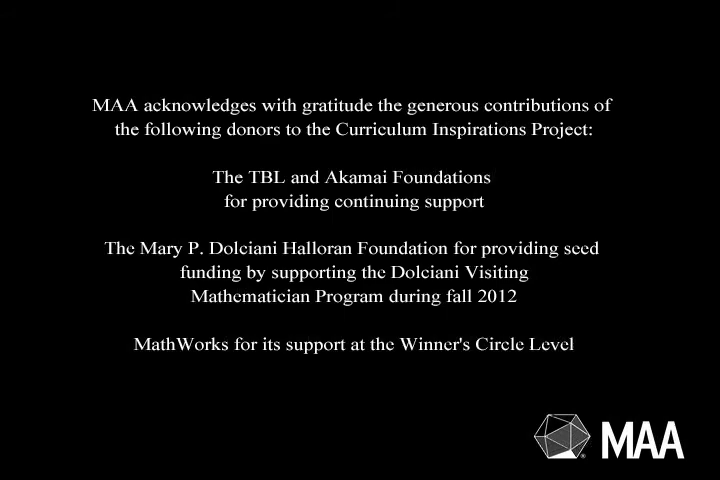 MAA acknowledges with gratitude the generous contributions of
the following donors to the Curriculum Inspirations Project:
The TBL and Akamai Foundations
for providing continuing support
The Mary P. Dolciani Halloran Foundation for providing seed
funding by supporting the Dolciani Visiting
Mathematician Program during fall 2012
MathWorks for its support at the Winner's Circle Level
® MAA